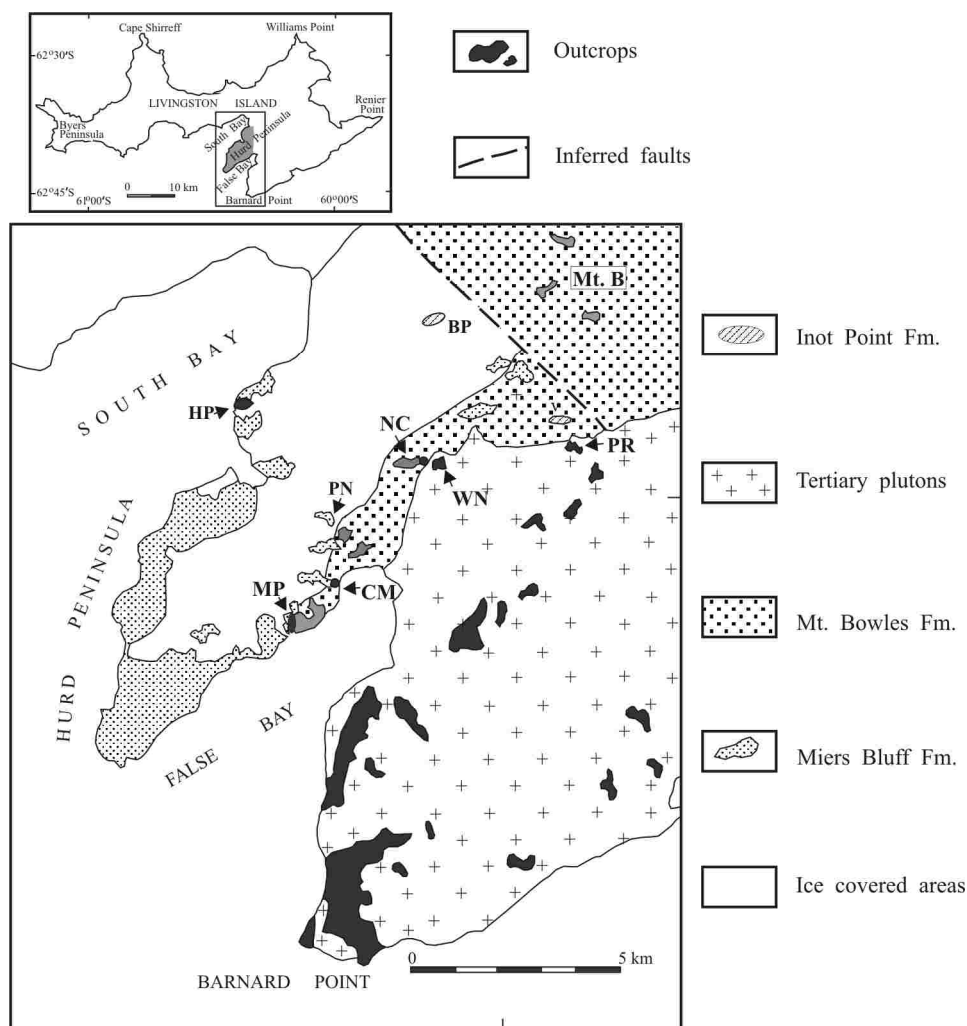 Cape Shirreff
Williams Point
62°30'S
LIVINGSTON ISLAND
Renier
Point
Byers
Peninsula
South Bay
Hurd Peninsula
False Bay
0 10 km
62°45'S
Barnard Point
61°00'S
60°00'S
Outcrops
Inferred faults
Mt. B
BP
SOUTH BAY
HP
NC
PR
WN
PN
MP
CM
HURD PENINSULA
FALSE BAY
BARNARD POINT
0 5 km
Inot Point Fm.
Tertiary plutons
Mt. Bowles Fm.
Miers Bluff Fm.
Ice covered areas